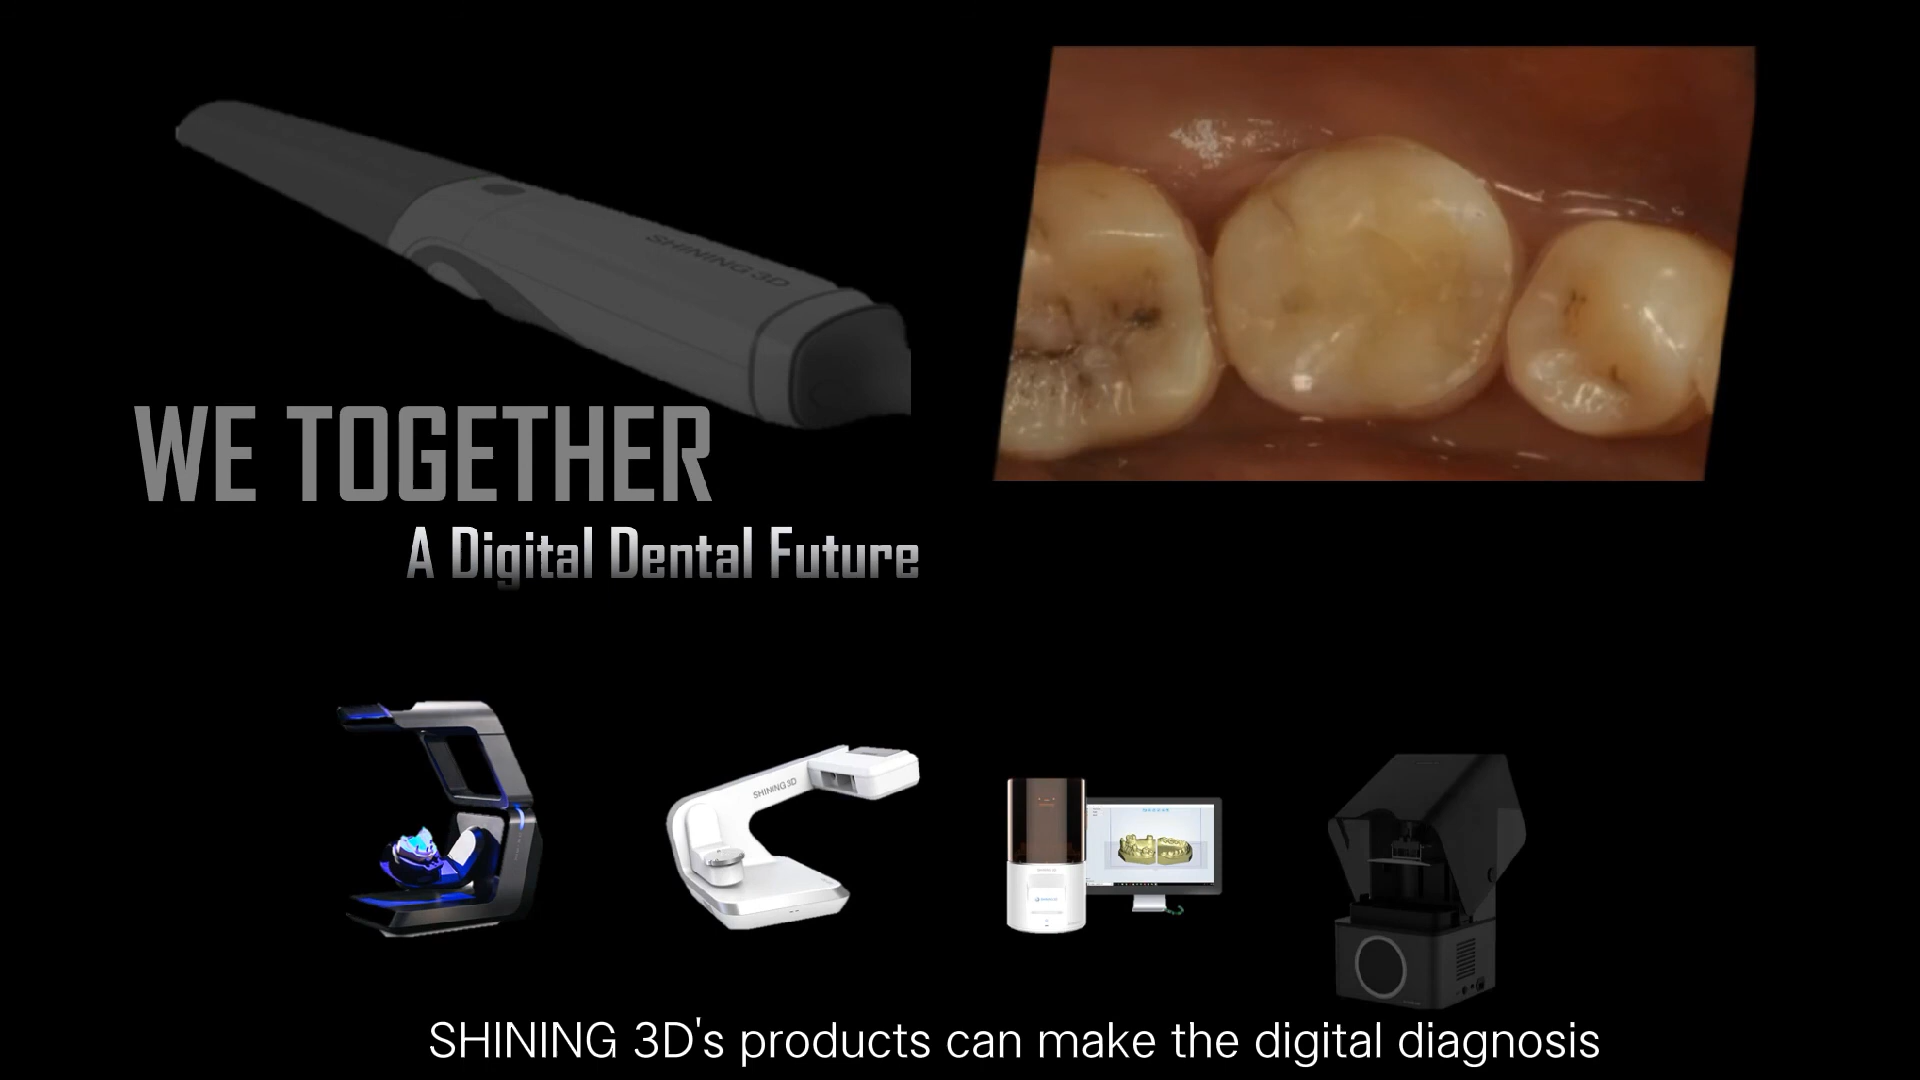 SHINING 3D
WE TOGETHER
A Digital Dental Future
SHINING 3D
SHINING 3D's products can make the digital diagnosis